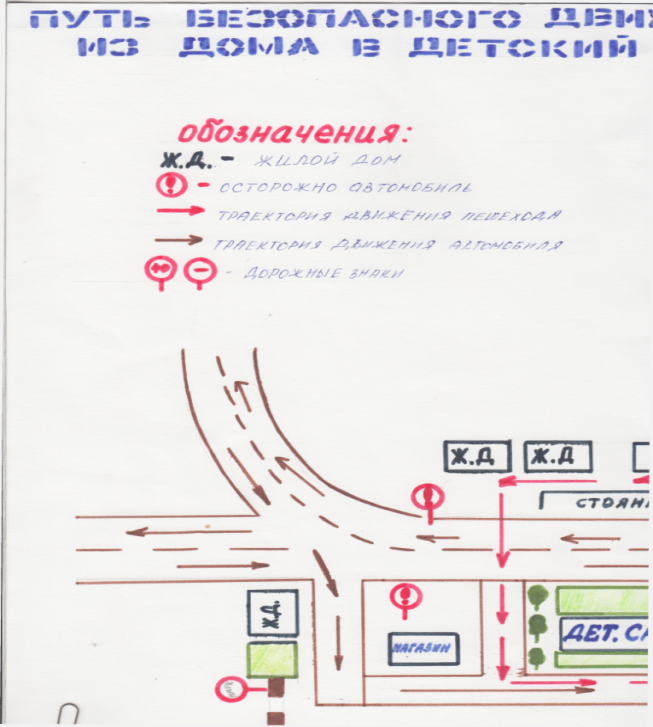 ПУТЬ БЕЗОПАСНОГО ДВИЖ
ИЗ ДОМА В ДЕТСКИЙ
обозначения:
Ж.Д. - ЖИЛОЙ ДОМ
! - ОСТОРОЖНО АВТОМОБИЛЬ
ТРАЕКТОРИЯ ДВИЖЕНИЯ ПЕШЕХОДА
ТРАЕКТОРИЯ ДВИЖЕНИЯ АВТОМОБИЛЯ
- ДОРОЖНЫЕ ЗНАКИ
Ж.Д Ж.Д
СТОЯН
Ж.Д.
МАГАЗИН
ДЕТ. СА